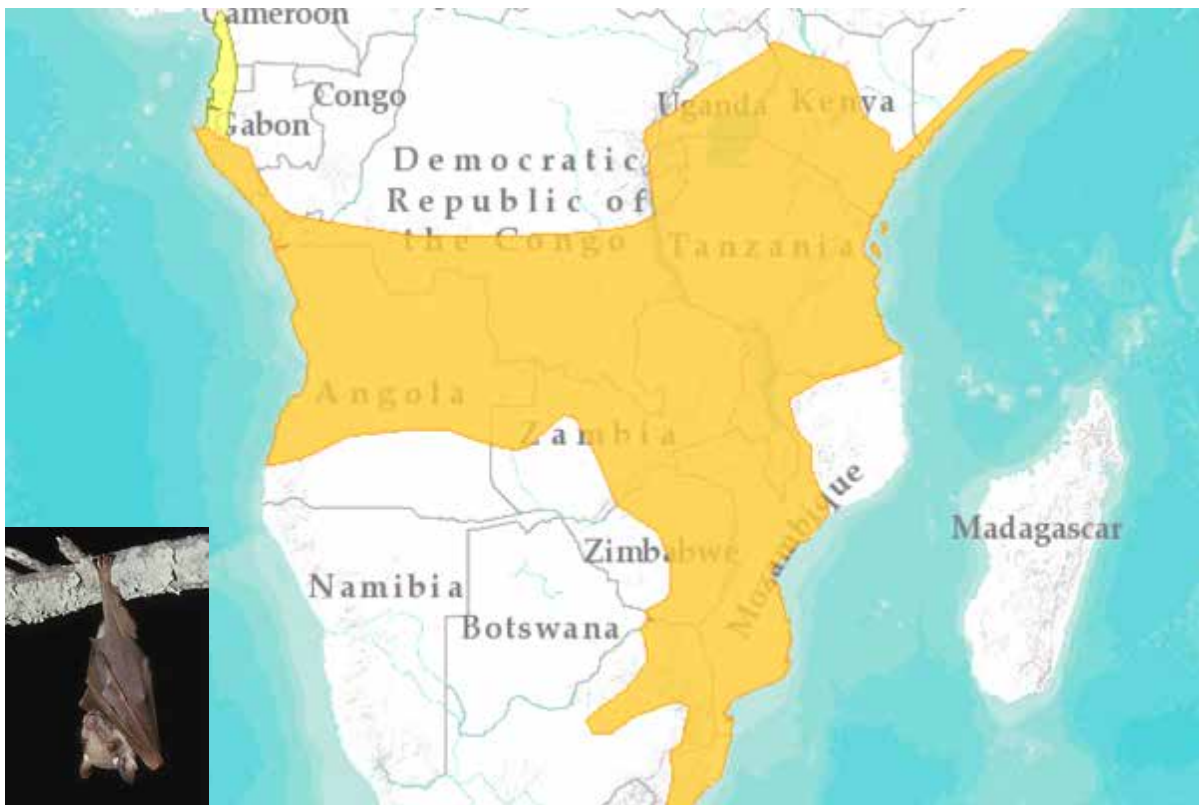 Cameroon
Congo
Gabon
Uganda
Kenya
Democratic
Republic of
the Congo
Tanzania
Angola
Zambia
Mozambique
Madagascar
Zimbabwe
Namibia
Botswana